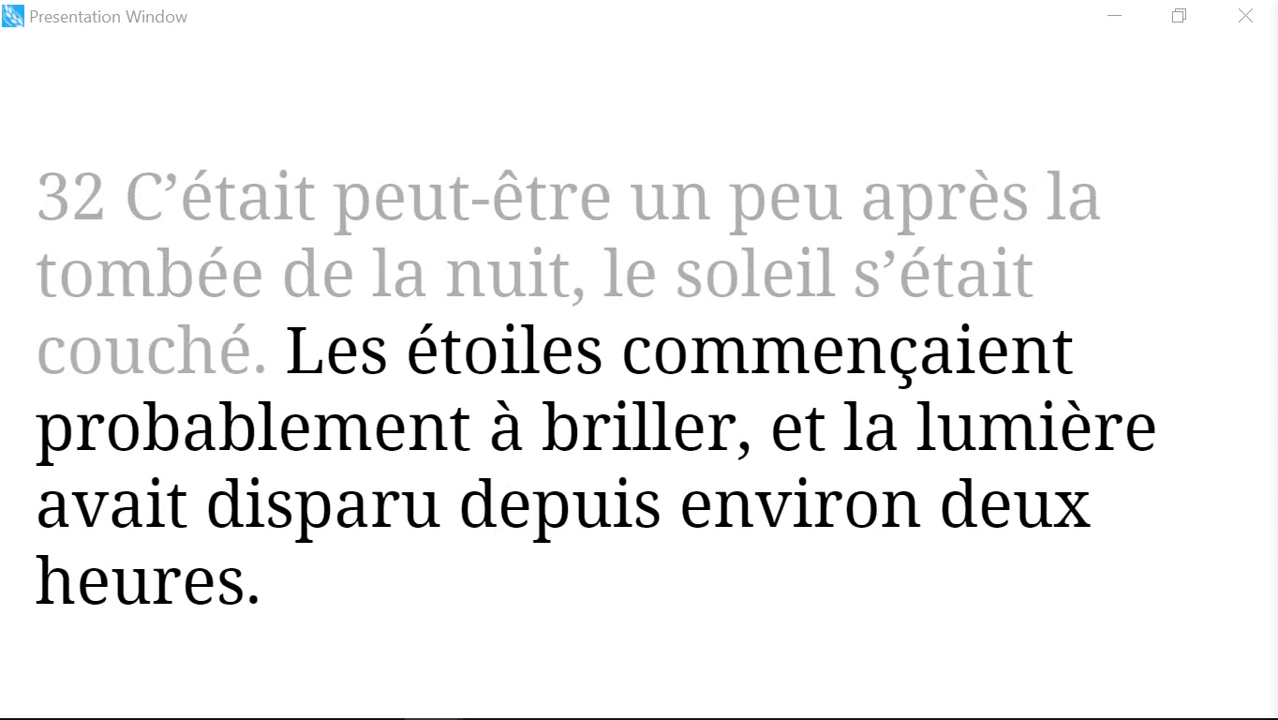 Presentation Window
32 C’était peut-être un peu après la
tombée de la nuit, le soleil s’était
couché. Les étoiles commençaient
probablement à briller, et la lumière
avait disparu depuis environ deux
heures.